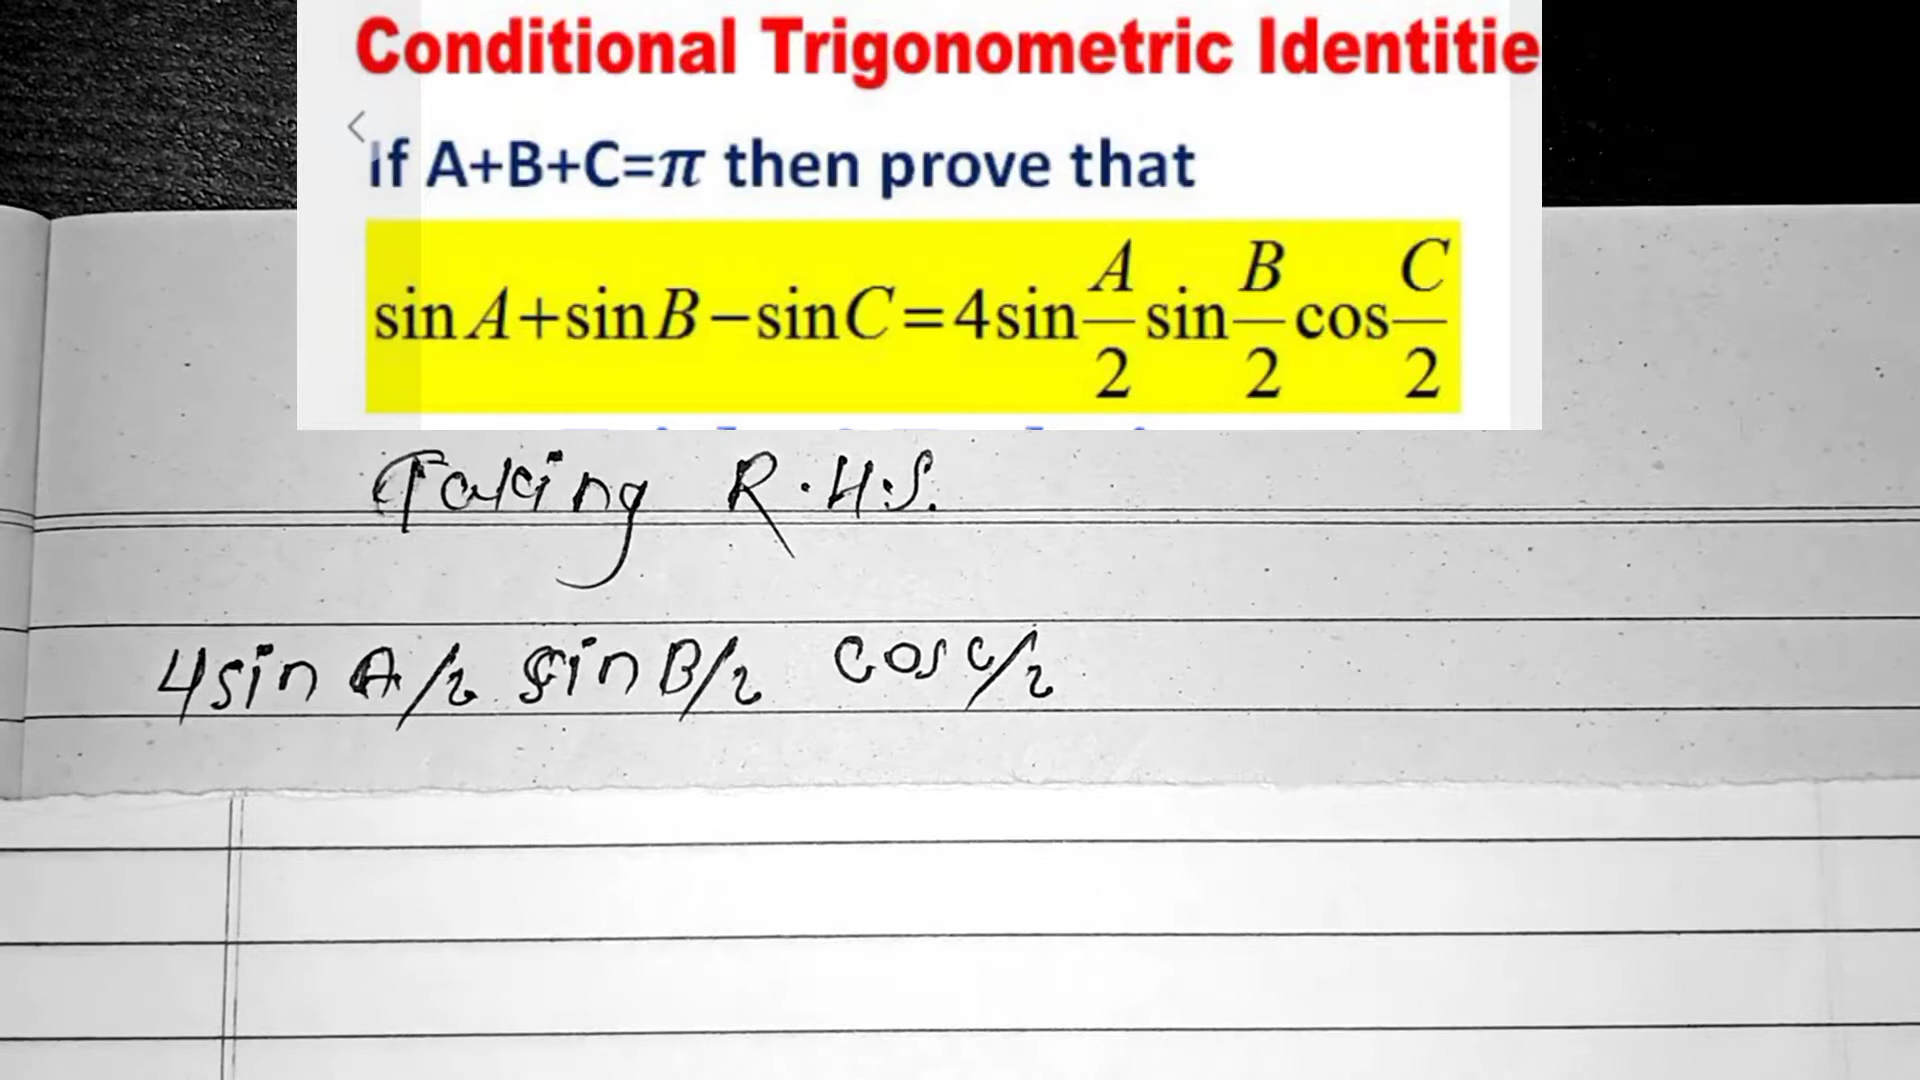 Conditional Trigonometric Identitie
if A+B+C=π then prove that
sin A+sin B−sin C=4sin A/2 sin B/2 cos C/2
Taking R.H.S.
4sin A/2 sin B/2 cos C/2